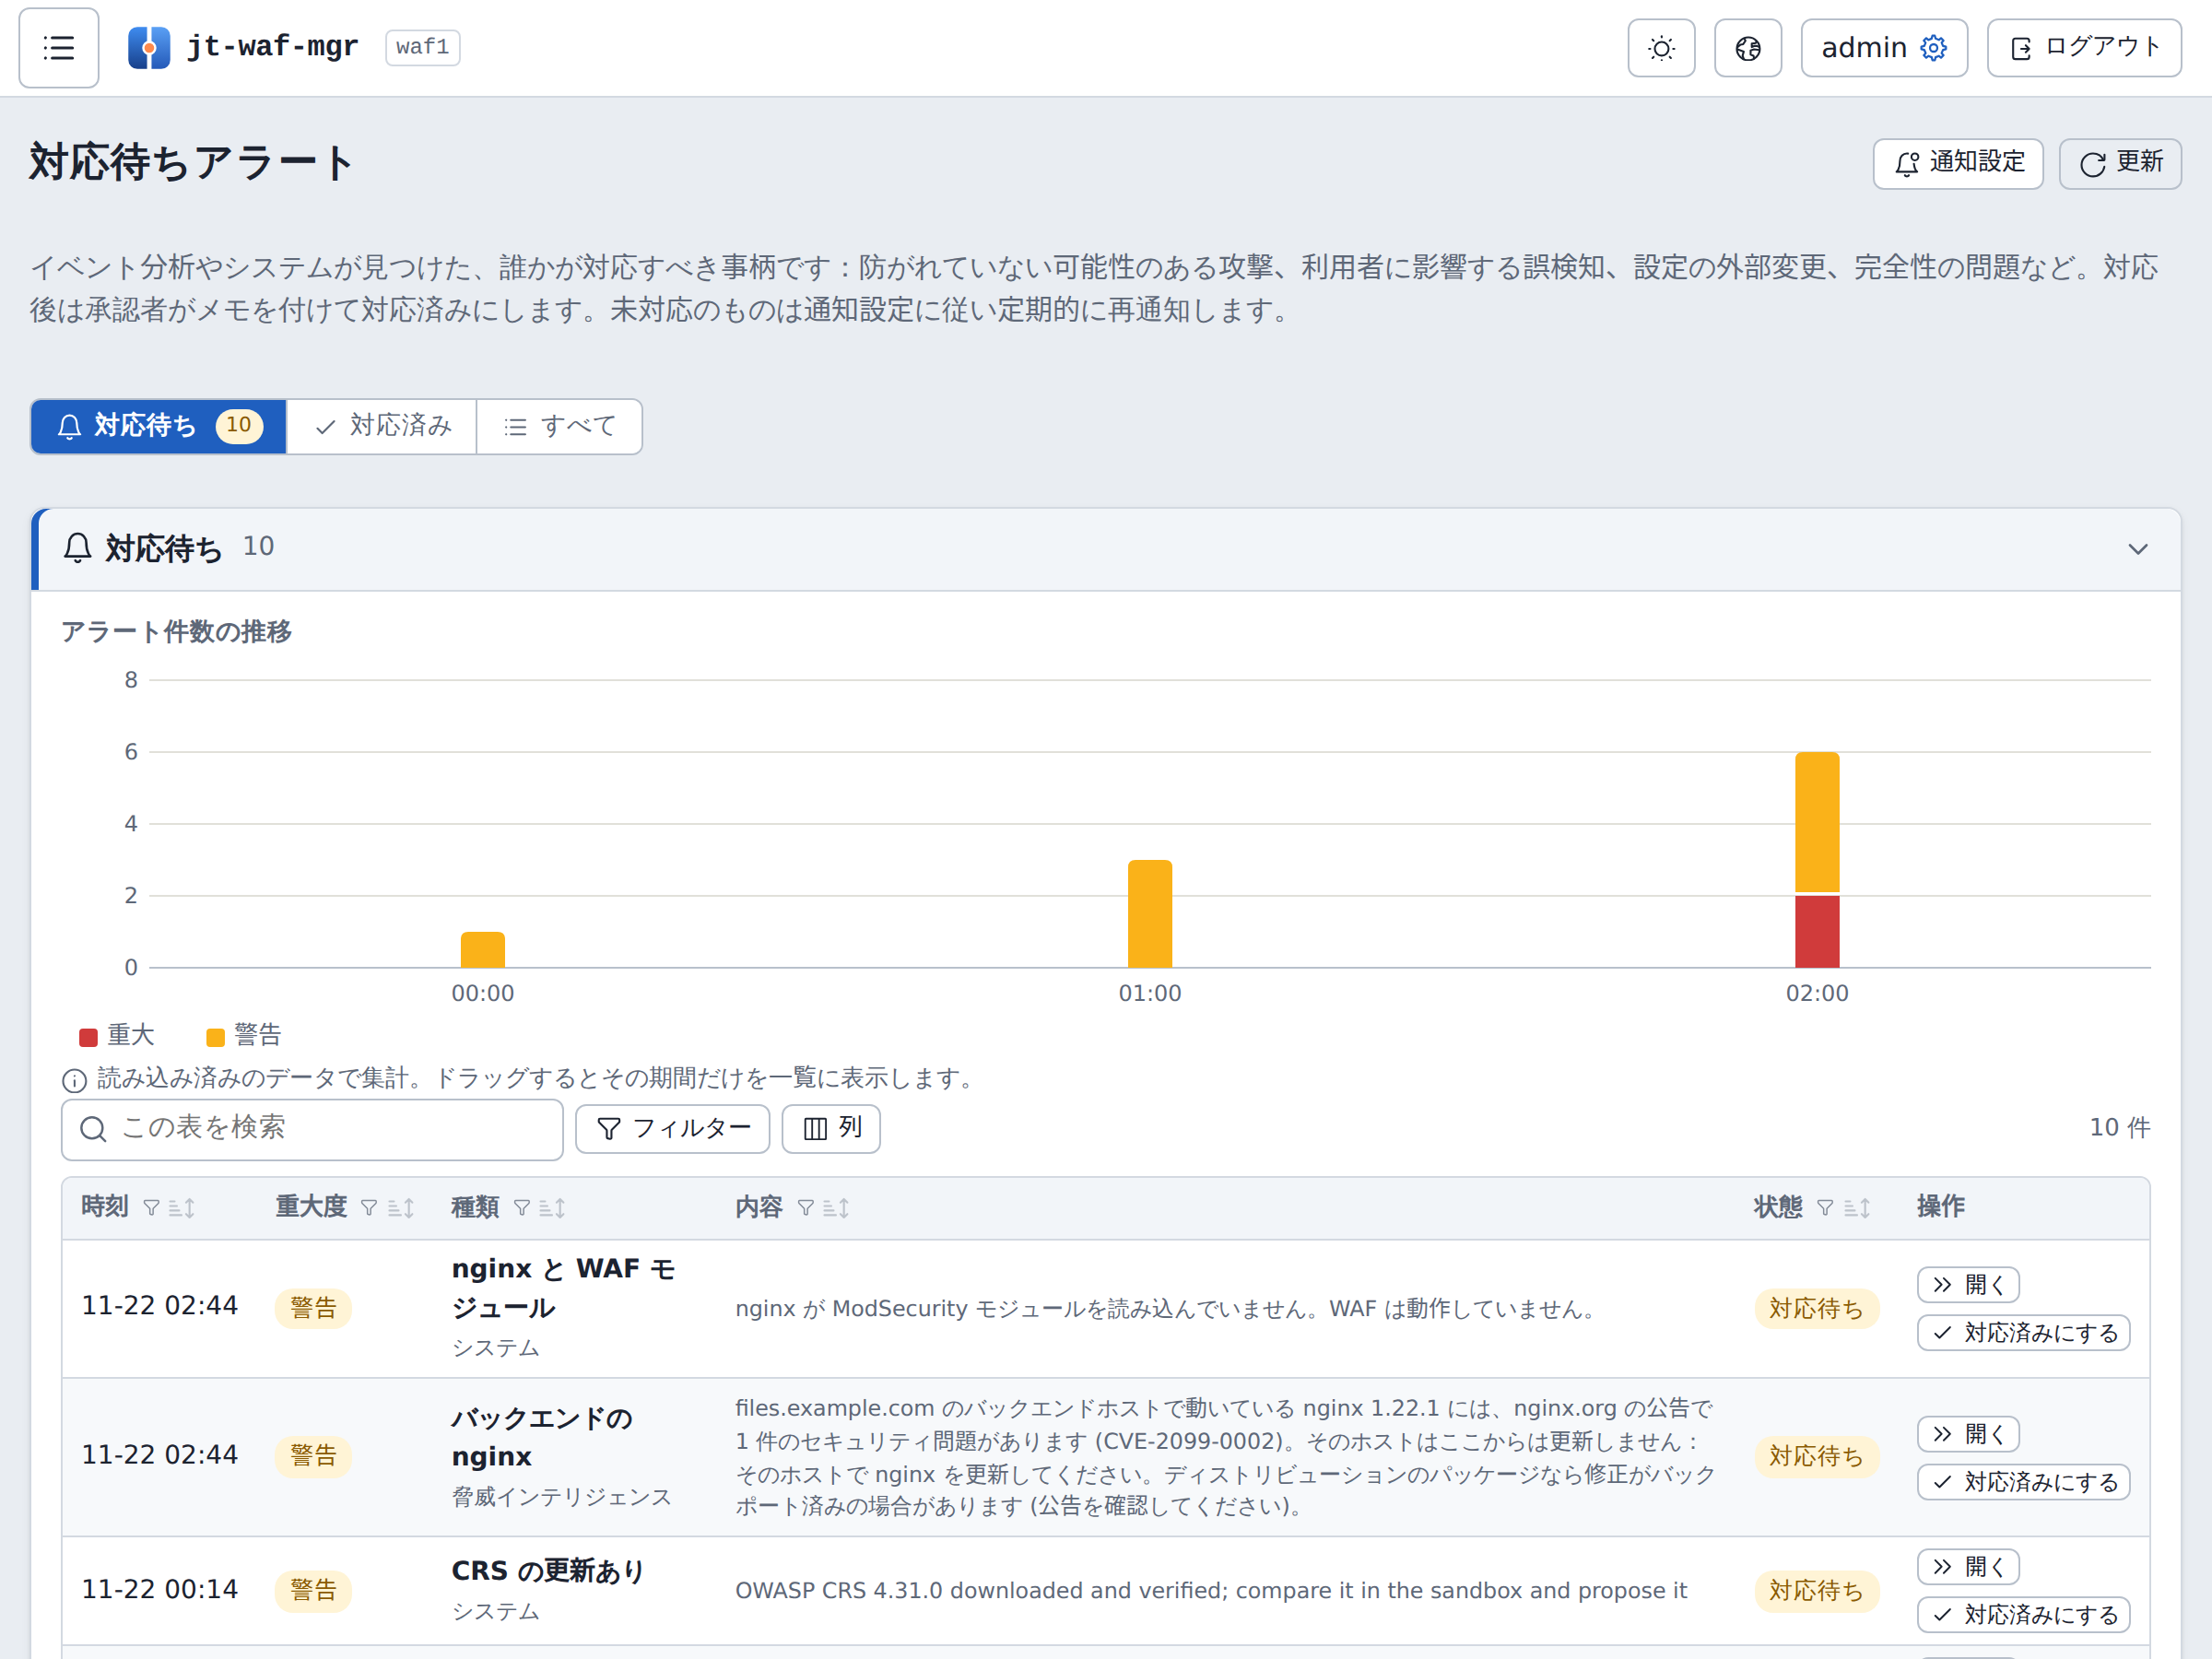 jt-waf-mgr waf1 admin ログアウト
対応待ちアラート 通知設定 更新
イベント分析やシステムが見つけた、誰かが対応すべき事柄です：防がれていない可能性のある攻撃、利用者に影響する誤検知、設定の外部変更、完全性の問題など。対応
後は承認者がメモを付けて対応済みにします。未対応のものは通知設定に従い定期的に再通知します。
対応待ち 10 対応済み すべて
対応待ち 10
アラート件数の推移
8
6
4
2
0
00:00 01:00 02:00
重大 警告
読み込み済みのデータで集計。ドラッグするとその期間だけを一覧に表示します。
この表を検索 フィルター 列 10 件
時刻 重大度 種類 内容 状態 操作
11-22 02:44 警告 nginx と WAF モ
ジュール
システム
nginx が ModSecurity モジュールを読み込んでいません。WAF は動作していません。
対応待ち
開く
対応済みにする
11-22 02:44 警告 バックエンドの
nginx
脅威インテリジェンス
files.example.com のバックエンドホストで動いている nginx 1.22.1 には、nginx.org の公告で
1 件のセキュリティ問題があります (CVE-2099-0002)。そのホストはここからは更新しません：
そのホストで nginx を更新してください。ディストリビューションのパッケージなら修正がバック
ポート済みの場合があります (公告を確認してください)。
対応待ち
開く
対応済みにする
11-22 00:14 警告 CRS の更新あり
システム
OWASP CRS 4.31.0 downloaded and verified; compare it in the sandbox and propose it
対応待ち
開く
対応済みにする